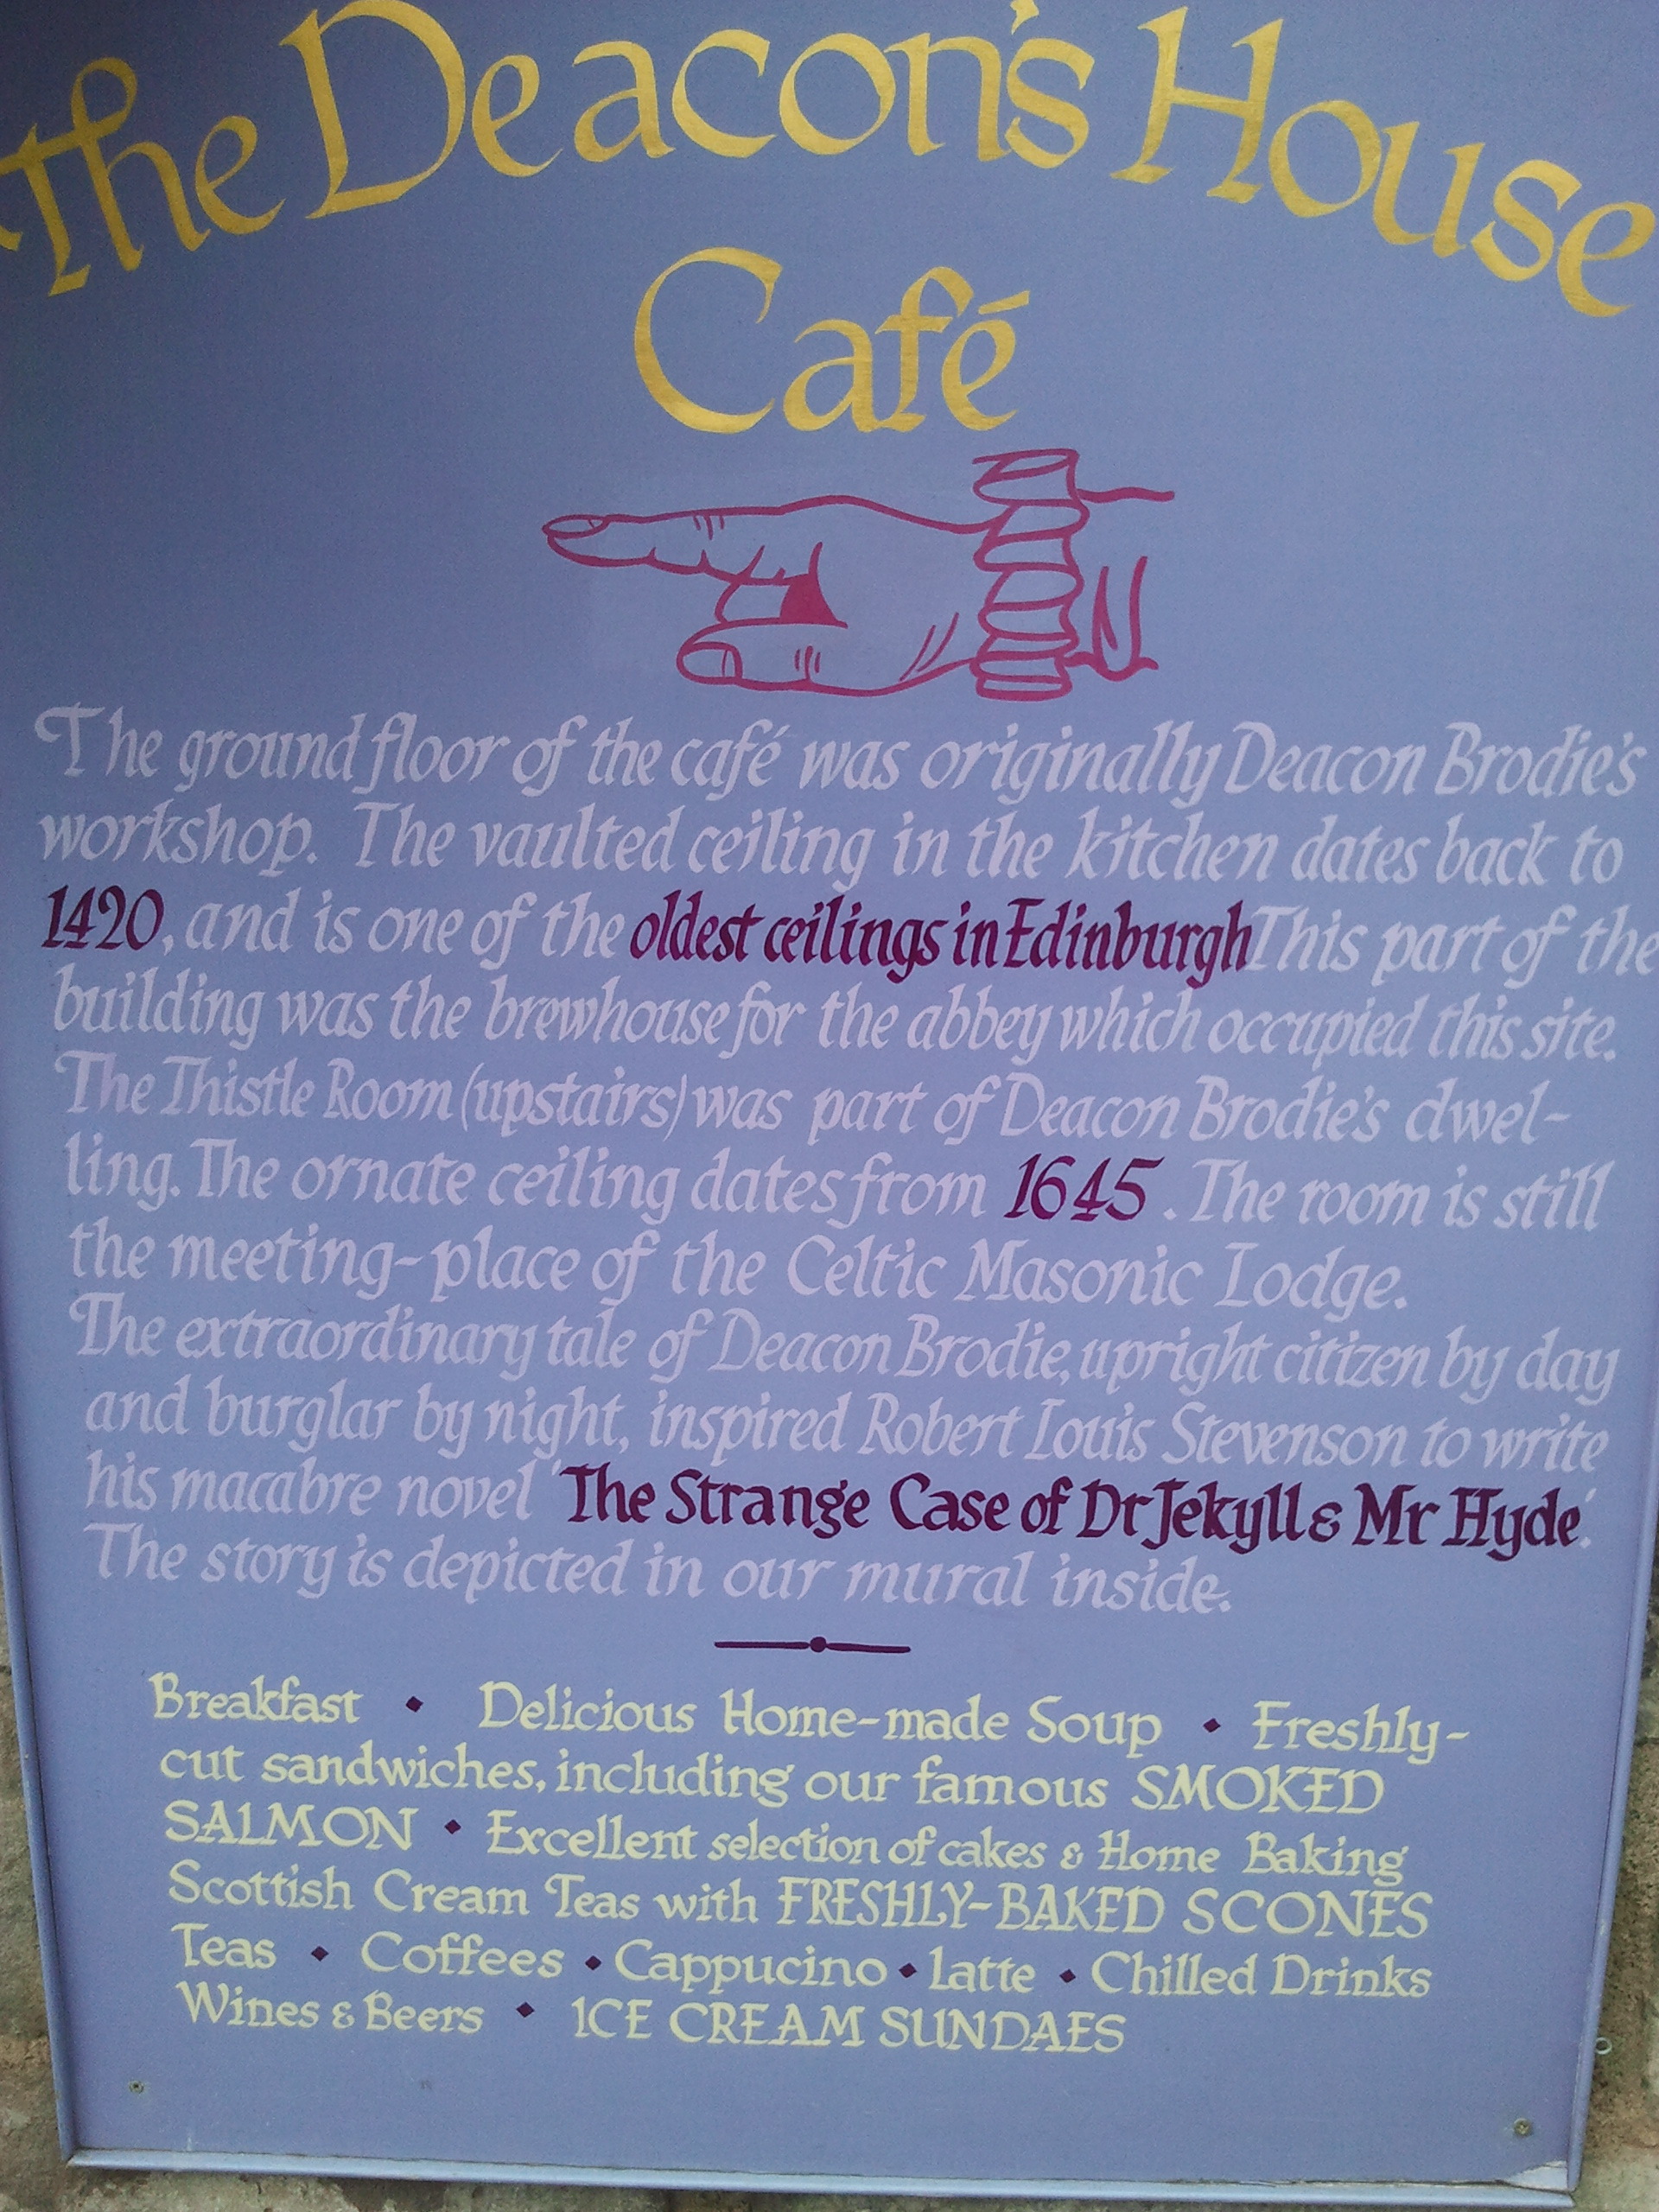 The Deacon's House
Café
The ground floor of the café was originally Deacon Brodie's
workshop. The vaulted ceiling in the kitchen dates back to
1420, and is one of the oldest ceilings in Edinburgh This part of the
building was the brewhouse for the abbey which occupied this site.
The Thistle Room (upstairs) was part of Deacon Brodie's dwel-
ling. The ornate ceiling dates from 1645. The room is still
the meeting-place of the Celtic Masonic Lodge.
The extraordinary tale of Deacon Brodie, upright citizen by day
and burglar by night, inspired Robert Louis Stevenson to write
his macabre novel 'The Strange Case of Dr Jekyll & Mr Hyde'.
The story is depicted in our mural inside.
Breakfast ⬩ Delicious Home-made Soup ⬩ Freshly-
cut sandwiches, including our famous SMOKED
SALMON ⬩ Excellent selection of cakes & Home Baking
Scottish Cream Teas with FRESHLY-BAKED SCONES
Teas ⬩ Coffees ⬩ Cappucino ⬩ Latte ⬩ Chilled Drinks
Wines & Beers ⬩ ICE CREAM SUNDAES